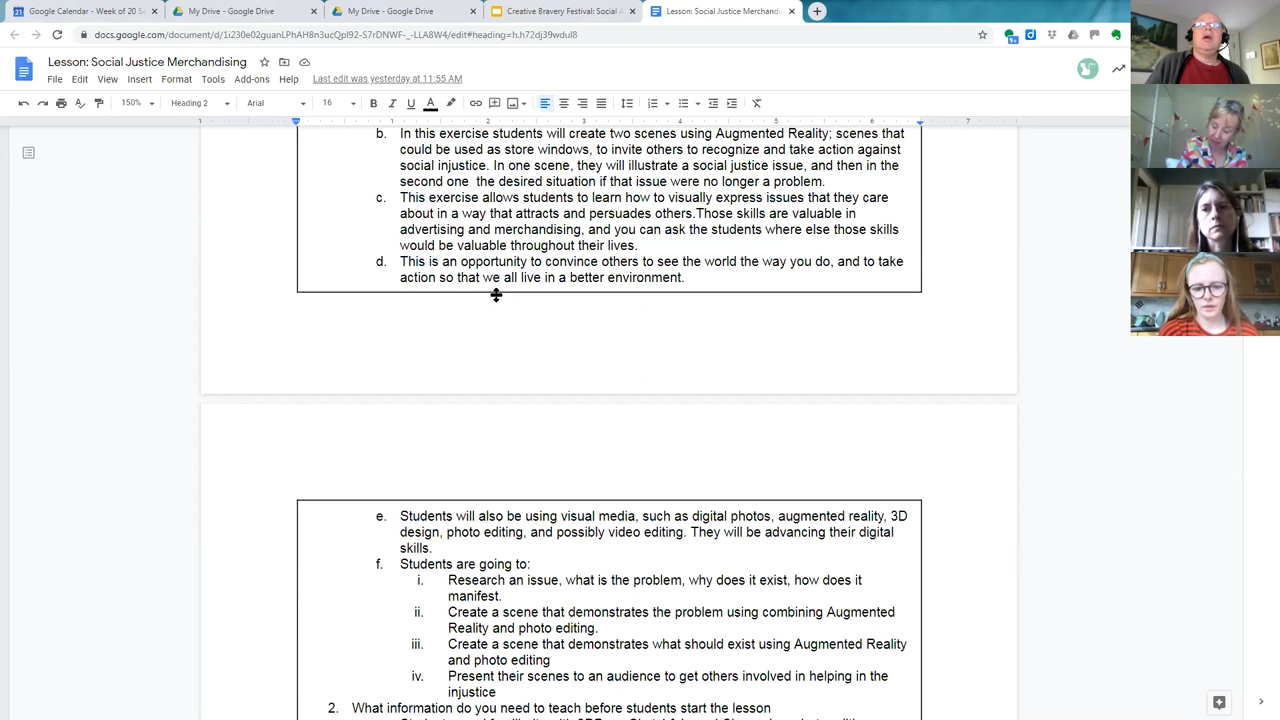 Google Calendar - Week of 20 Se
My Drive - Google Drive
My Drive - Google Drive
Creative Bravery Festival: Social A
Lesson: Social Justice Merchandi
docs.google.com/document/d/1i230e02guanLPhAH8n3ucQpl92-S7rDNWF-_-LLA8W4/edit#heading=h.h72dj39wdul8
Lesson: Social Justice Merchandising
File Edit View Insert Format Tools Add-ons Help Last edit was yesterday at 11:55 AM
150% Heading 2 Arial 16
1 1 2 3 4 5 6 7
b. In this exercise students will create two scenes using Augmented Reality; scenes that
could be used as store windows, to invite others to recognize and take action against
social injustice. In one scene, they will illustrate a social justice issue, and then in the
second one the desired situation if that issue were no longer a problem.
c. This exercise allows students to learn how to visually express issues that they care
about in a way that attracts and persuades others.Those skills are valuable in
advertising and merchandising, and you can ask the students where else those skills
would be valuable throughout their lives.
d. This is an opportunity to convince others to see the world the way you do, and to take
action so that we all live in a better environment.
e. Students will also be using visual media, such as digital photos, augmented reality, 3D
design, photo editing, and possibly video editing. They will be advancing their digital
skills.
f. Students are going to:
i. Research an issue, what is the problem, why does it exist, how does it
manifest.
ii. Create a scene that demonstrates the problem using combining Augmented
Reality and photo editing.
iii. Create a scene that demonstrates what should exist using Augmented Reality
and photo editing
iv. Present their scenes to an audience to get others involved in helping in the
injustice
2. What information do you need to teach before students start the lesson